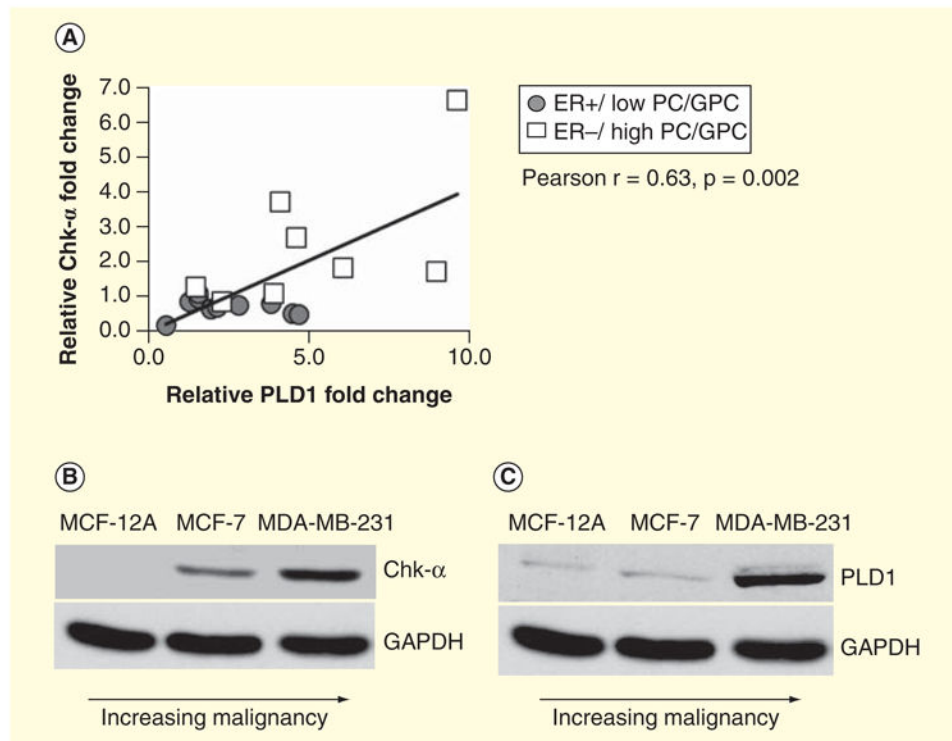 A
Relative Chk-α fold change
7.0
6.0
5.0
4.0
3.0
2.0
1.0
0.0
0.0 5.0 10.0
Relative PLD1 fold change
ER+/ low PC/GPC
ER–/ high PC/GPC
Pearson r = 0.63, p = 0.002
B
MCF-12A MCF-7 MDA-MB-231
Chk-α
GAPDH
Increasing malignancy
C
MCF-12A MCF-7 MDA-MB-231
PLD1
GAPDH
Increasing malignancy